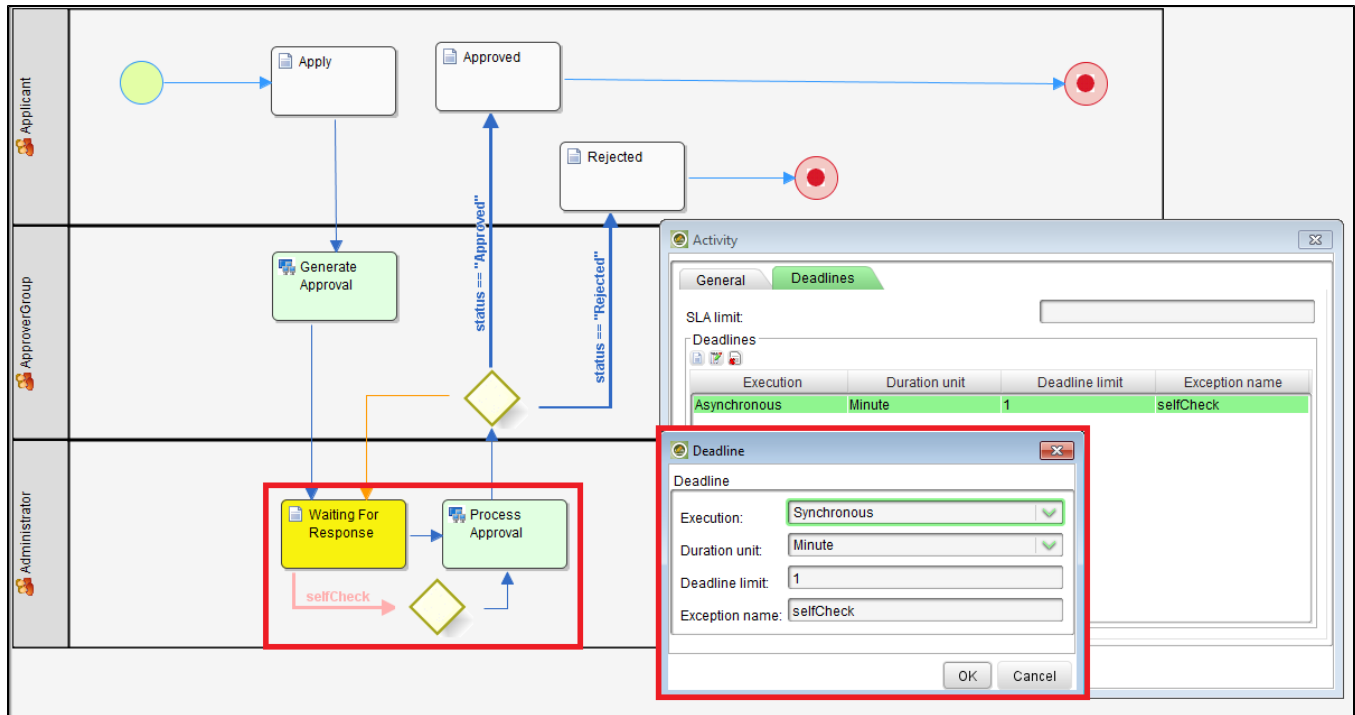 Applicant
Apply
Approved
Rejected
ApproverGroup
Generate
Approval
status == "Approved"
status == "Rejected"
Administrator
Waiting For
Response
Process
Approval
selfCheck
Activity
General
Deadlines
SLA limit:
Deadlines
Execution Duration unit Deadline limit Exception name
Asynchronous Minute 1 selfCheck
Deadline
Deadline
Execution: Synchronous
Duration unit: Minute
Deadline limit: 1
Exception name: selfCheck
OK Cancel